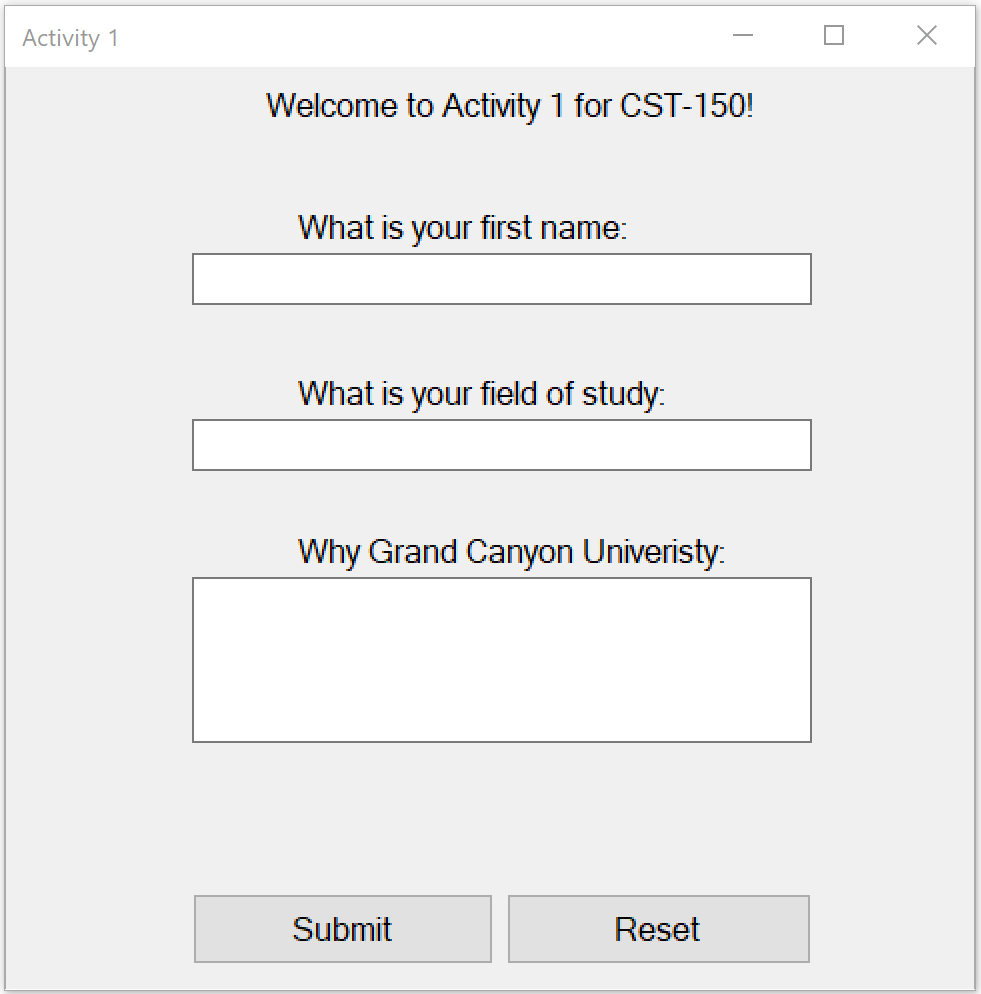 Activity 1
Welcome to Activity 1 for CST-150!
What is your first name:
What is your field of study:
Why Grand Canyon Univeristy:
Submit Reset